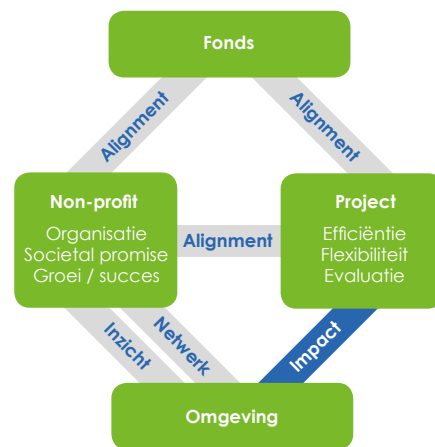 Fonds
Alignment
Alignment
Non-profit
Organisatie
Societal promise
Groei / succes
Alignment
Project
Efficiëntie
Flexibiliteit
Evaluatie
Inzicht
Netwerk
Impact
Omgeving